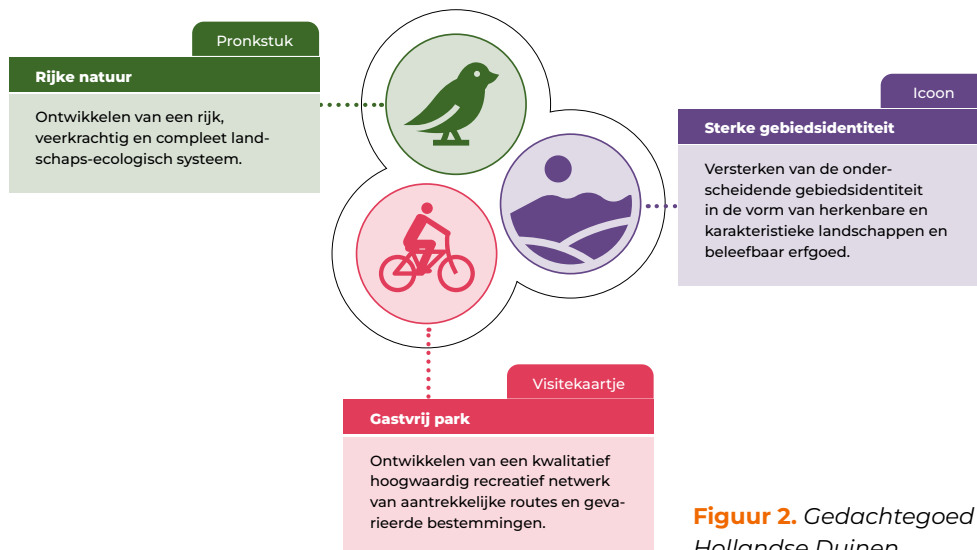 Pronkstuk
Rijke natuur
Ontwikkelen van een rijk,
veerkrachtig en compleet land-
schaps-ecologisch systeem.
Icoon
Sterke gebiedsidentiteit
Versterken van de onder-
scheidende gebiedsidentiteit
in de vorm van herkenbare en
karakteristieke landschappen en
beleefbaar erfgoed.
Visitekaartje
Gastvrij park
Ontwikkelen van een kwalitatief
hoogwaardig recreatief netwerk
van aantrekkelijke routes en geva-
rieerde bestemmingen.
Figuur 2. Gedachtegoed
Hollandse Duinen